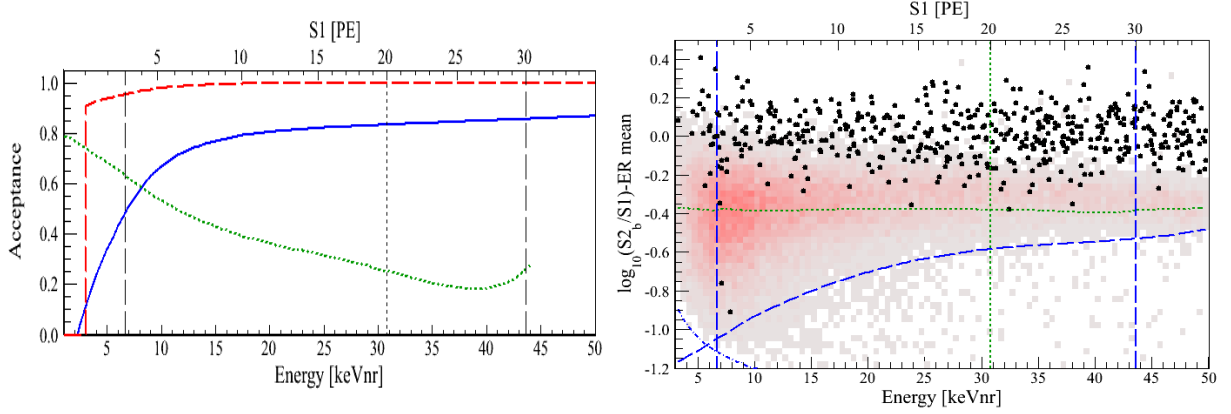 S1 [PE]
5 10 15 20 25 30
1.0
0.8
0.6
0.4
0.2
0.0
Acceptance
5 10 15 20 25 30 35 40 45 50
Energy [keVnr]
S1 [PE]
5 10 15 20 25 30
0.4
0.2
0.0
-0.2
-0.4
-0.6
-0.8
-1.0
-1.2
log10(S2_b/S1)-ER mean
5 10 15 20 25 30 35 40 45 50
Energy [keVnr]